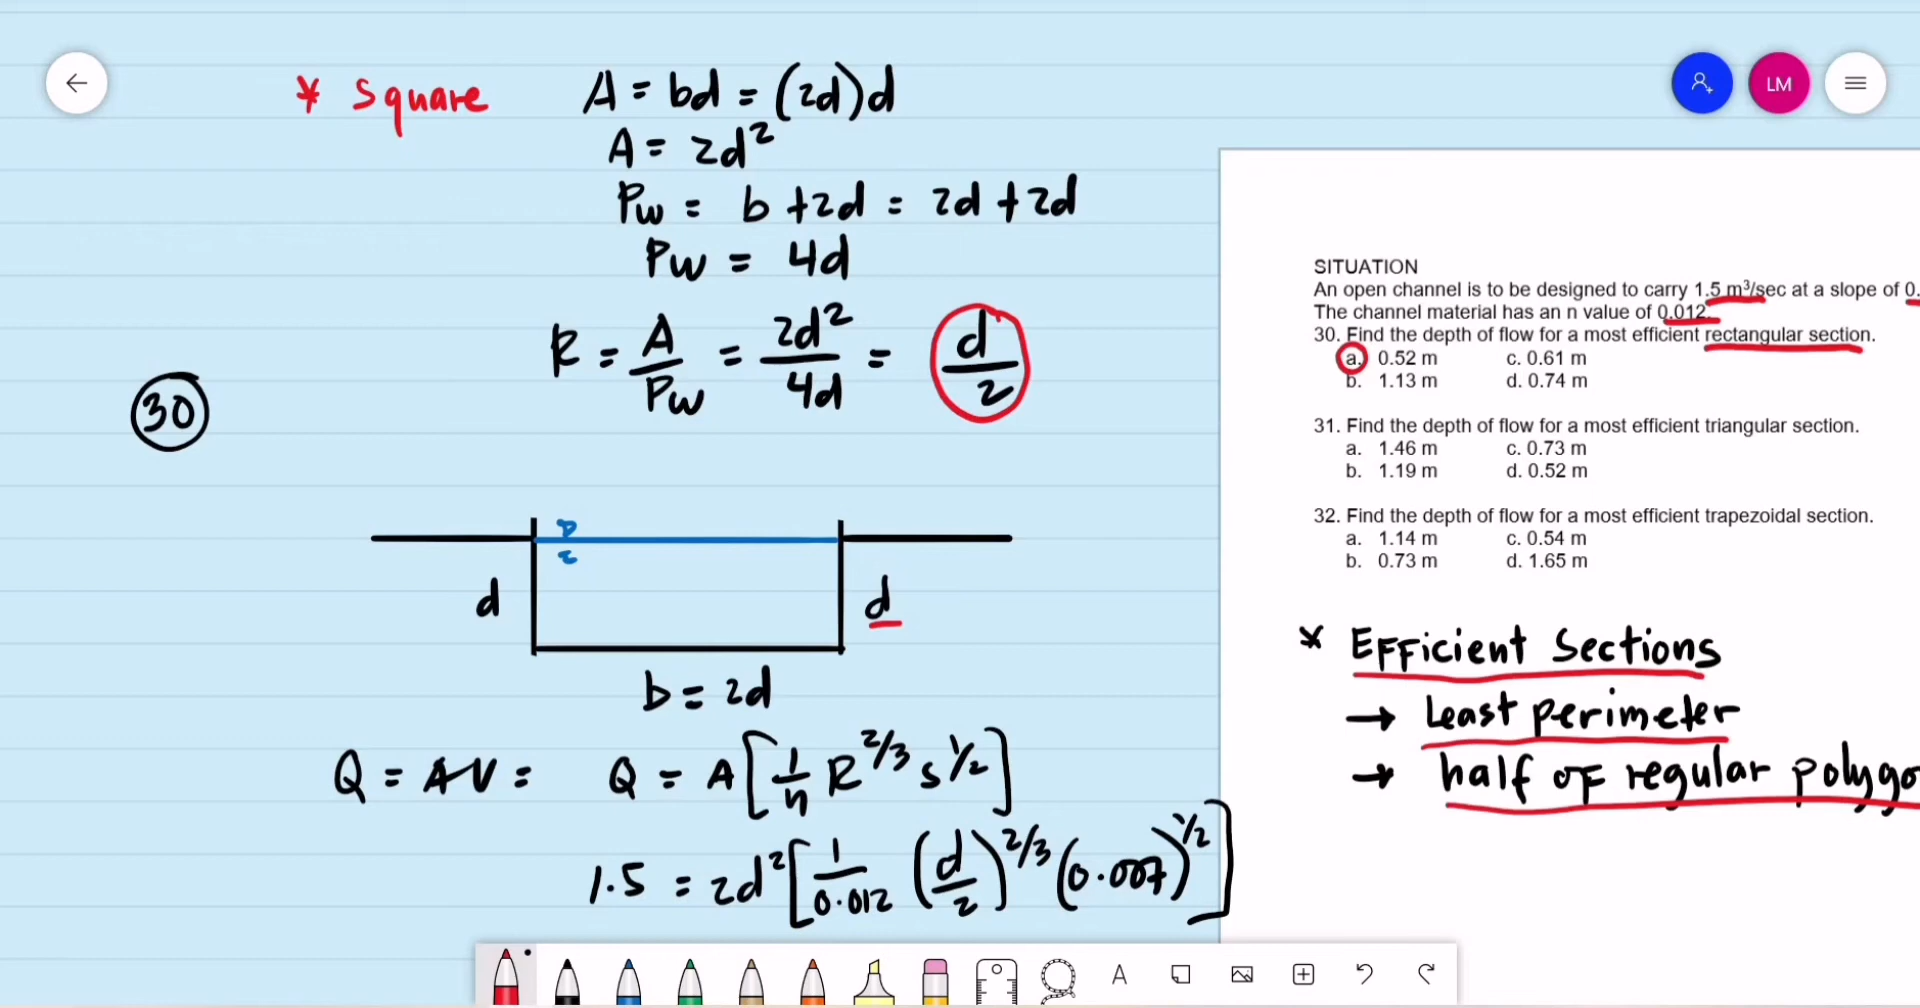 * Square
A = bd = (2d)d
A = 2d²
Pw = b + 2d = 2d + 2d
Pw = 4d
R = A/Pw = 2d²/4d = d/2
30
d
d
b = 2d
Q = AV = Q = A[1/n R^2/3 s^1/2]
1.5 = 2d²[1/0.012 (d/2)^2/3 (0.007)^1/2]
LM
SITUATION
An open channel is to be designed to carry 1.5 m³/sec at a slope of 0.
The channel material has an n value of 0.012.
30. Find the depth of flow for a most efficient rectangular section.
a. 0.52 m c. 0.61 m
b. 1.13 m d. 0.74 m
31. Find the depth of flow for a most efficient triangular section.
a. 1.46 m c. 0.73 m
b. 1.19 m d. 0.52 m
32. Find the depth of flow for a most efficient trapezoidal section.
a. 1.14 m c. 0.54 m
b. 0.73 m d. 1.65 m
* Efficient Sections
→ Least perimeter
→ half of regular polygo
A